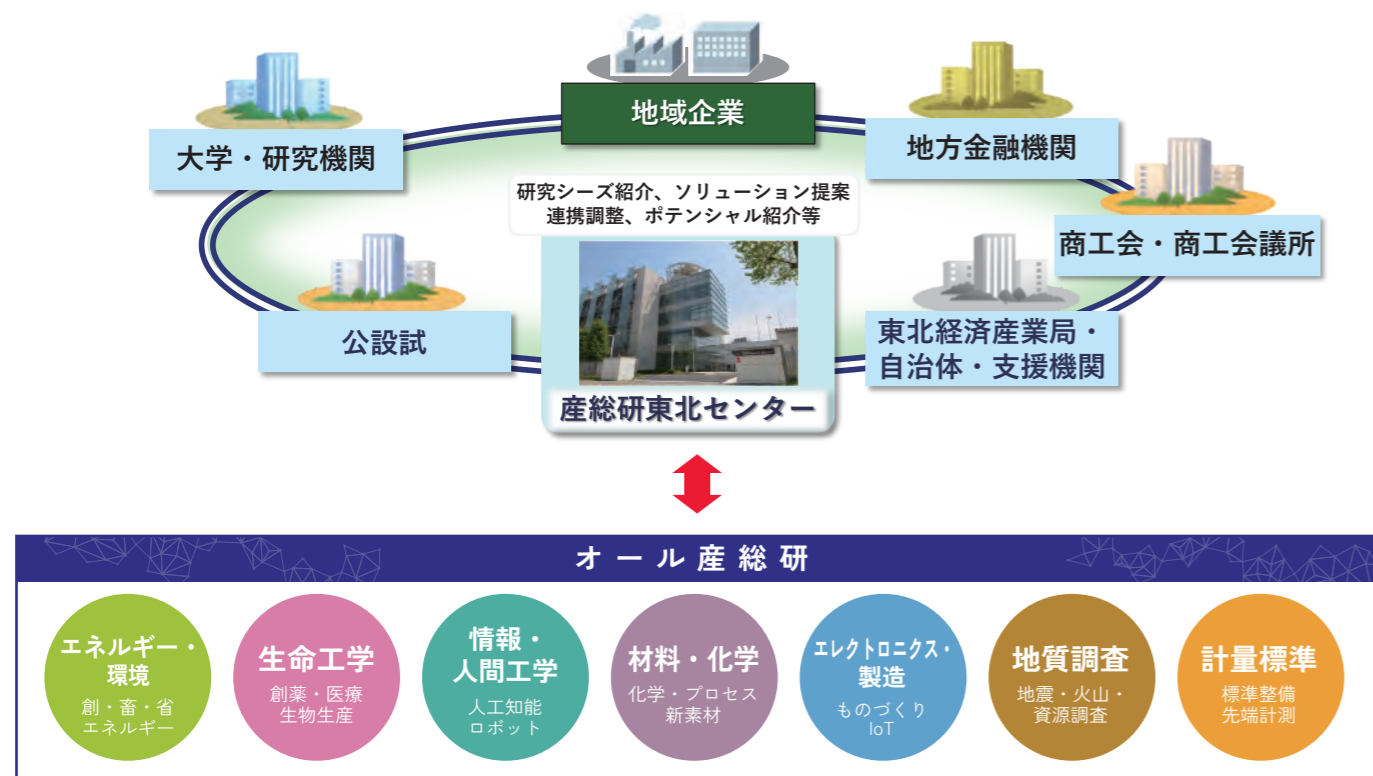 地域企業
大学・研究機関
地方金融機関
研究シーズ紹介、ソリューション提案
連携調整、ポテンシャル紹介等
商工会・商工会議所
公設試
東北経済産業局・
自治体・支援機関
産総研東北センター
オール産総研
エネルギー・
環境
創・畜・省
エネルギー
生命工学
創薬・医療
生物生産
情報・
人間工学
人工知能
ロボット
材料・化学
化学・プロセス
新素材
エレクトロニクス・
製造
ものづくり
IoT
地質調査
地震・火山・
資源調査
計量標準
標準整備
先端計測